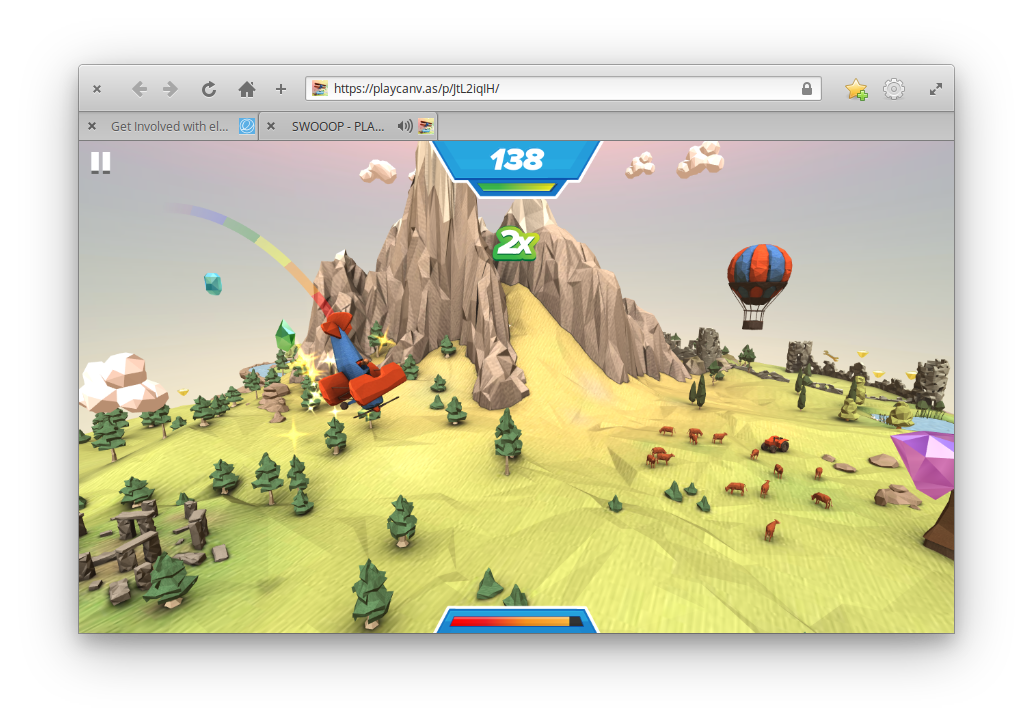 https://playcanv.as/p/JtL2iqIH/
Get Involved with el...
SWOOOP - PLA...
138
2x